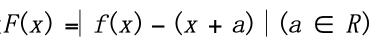 F(x) =| f(x) − (x + a) | (a ∈ R)